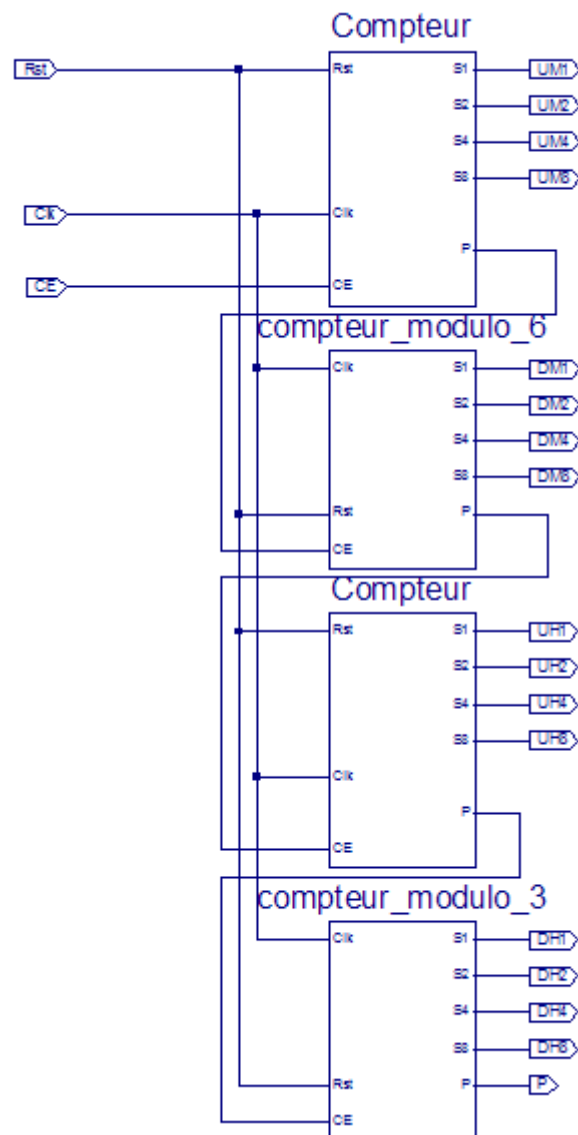 Compteur
Rst Rst S1 UM1
S2 UM2
S4 UM4
S8 UM8
Clk Clk
P
CE CE
compteur_modulo_6
Clk S1 DM1
S2 DM2
S4 DM4
S8 DM8
Rst P
CE
Compteur
Rst S1 UH1
S2 UH2
S4 UH4
S8 UH8
Clk
P
CE
compteur_modulo_3
Clk S1 DH1
S2 DH2
S4 DH4
S8 DH8
Rst P P
CE